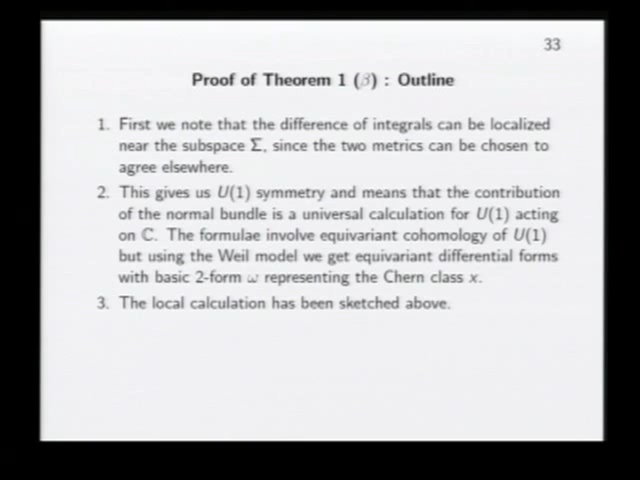 33
Proof of Theorem 1 (β) : Outline
1. First we note that the difference of integrals can be localized
near the subspace Σ, since the two metrics can be chosen to
agree elsewhere.
2. This gives us U(1) symmetry and means that the contribution
of the normal bundle is a universal calculation for U(1) acting
on ℂ. The formulae involve equivariant cohomology of U(1)
but using the Weil model we get equivariant differential forms
with basic 2-form ω representing the Chern class x.
3. The local calculation has been sketched above.